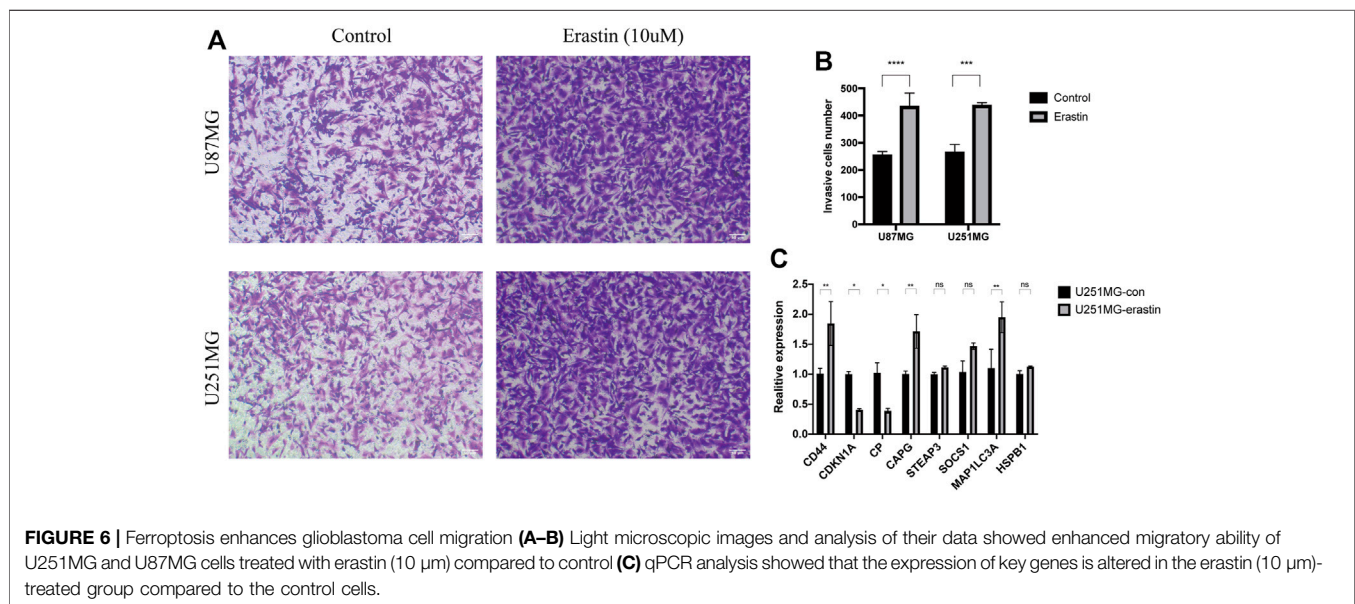 A
Control
Erastin (10uM)
U87MG
U251MG
B
****
***
500
400
300
200
100
0
Invasive cells number
U87MG
U251MG
Control
Erastin
C
**
*
*
**
ns
ns
**
ns
2.5
2.0
1.5
1.0
0.5
0.0
Realitive expression
CD44
CDKN1A
CP
CAPG
STEAP3
SOCS1
MAP1LC3A
HSPB1
U251MG-con
U251MG-erastin
FIGURE 6 | Ferroptosis enhances glioblastoma cell migration (A–B) Light microscopic images and analysis of their data showed enhanced migratory ability of
U251MG and U87MG cells treated with erastin (10 µm) compared to control (C) qPCR analysis showed that the expression of key genes is altered in the erastin (10 µm)-
treated group compared to the control cells.